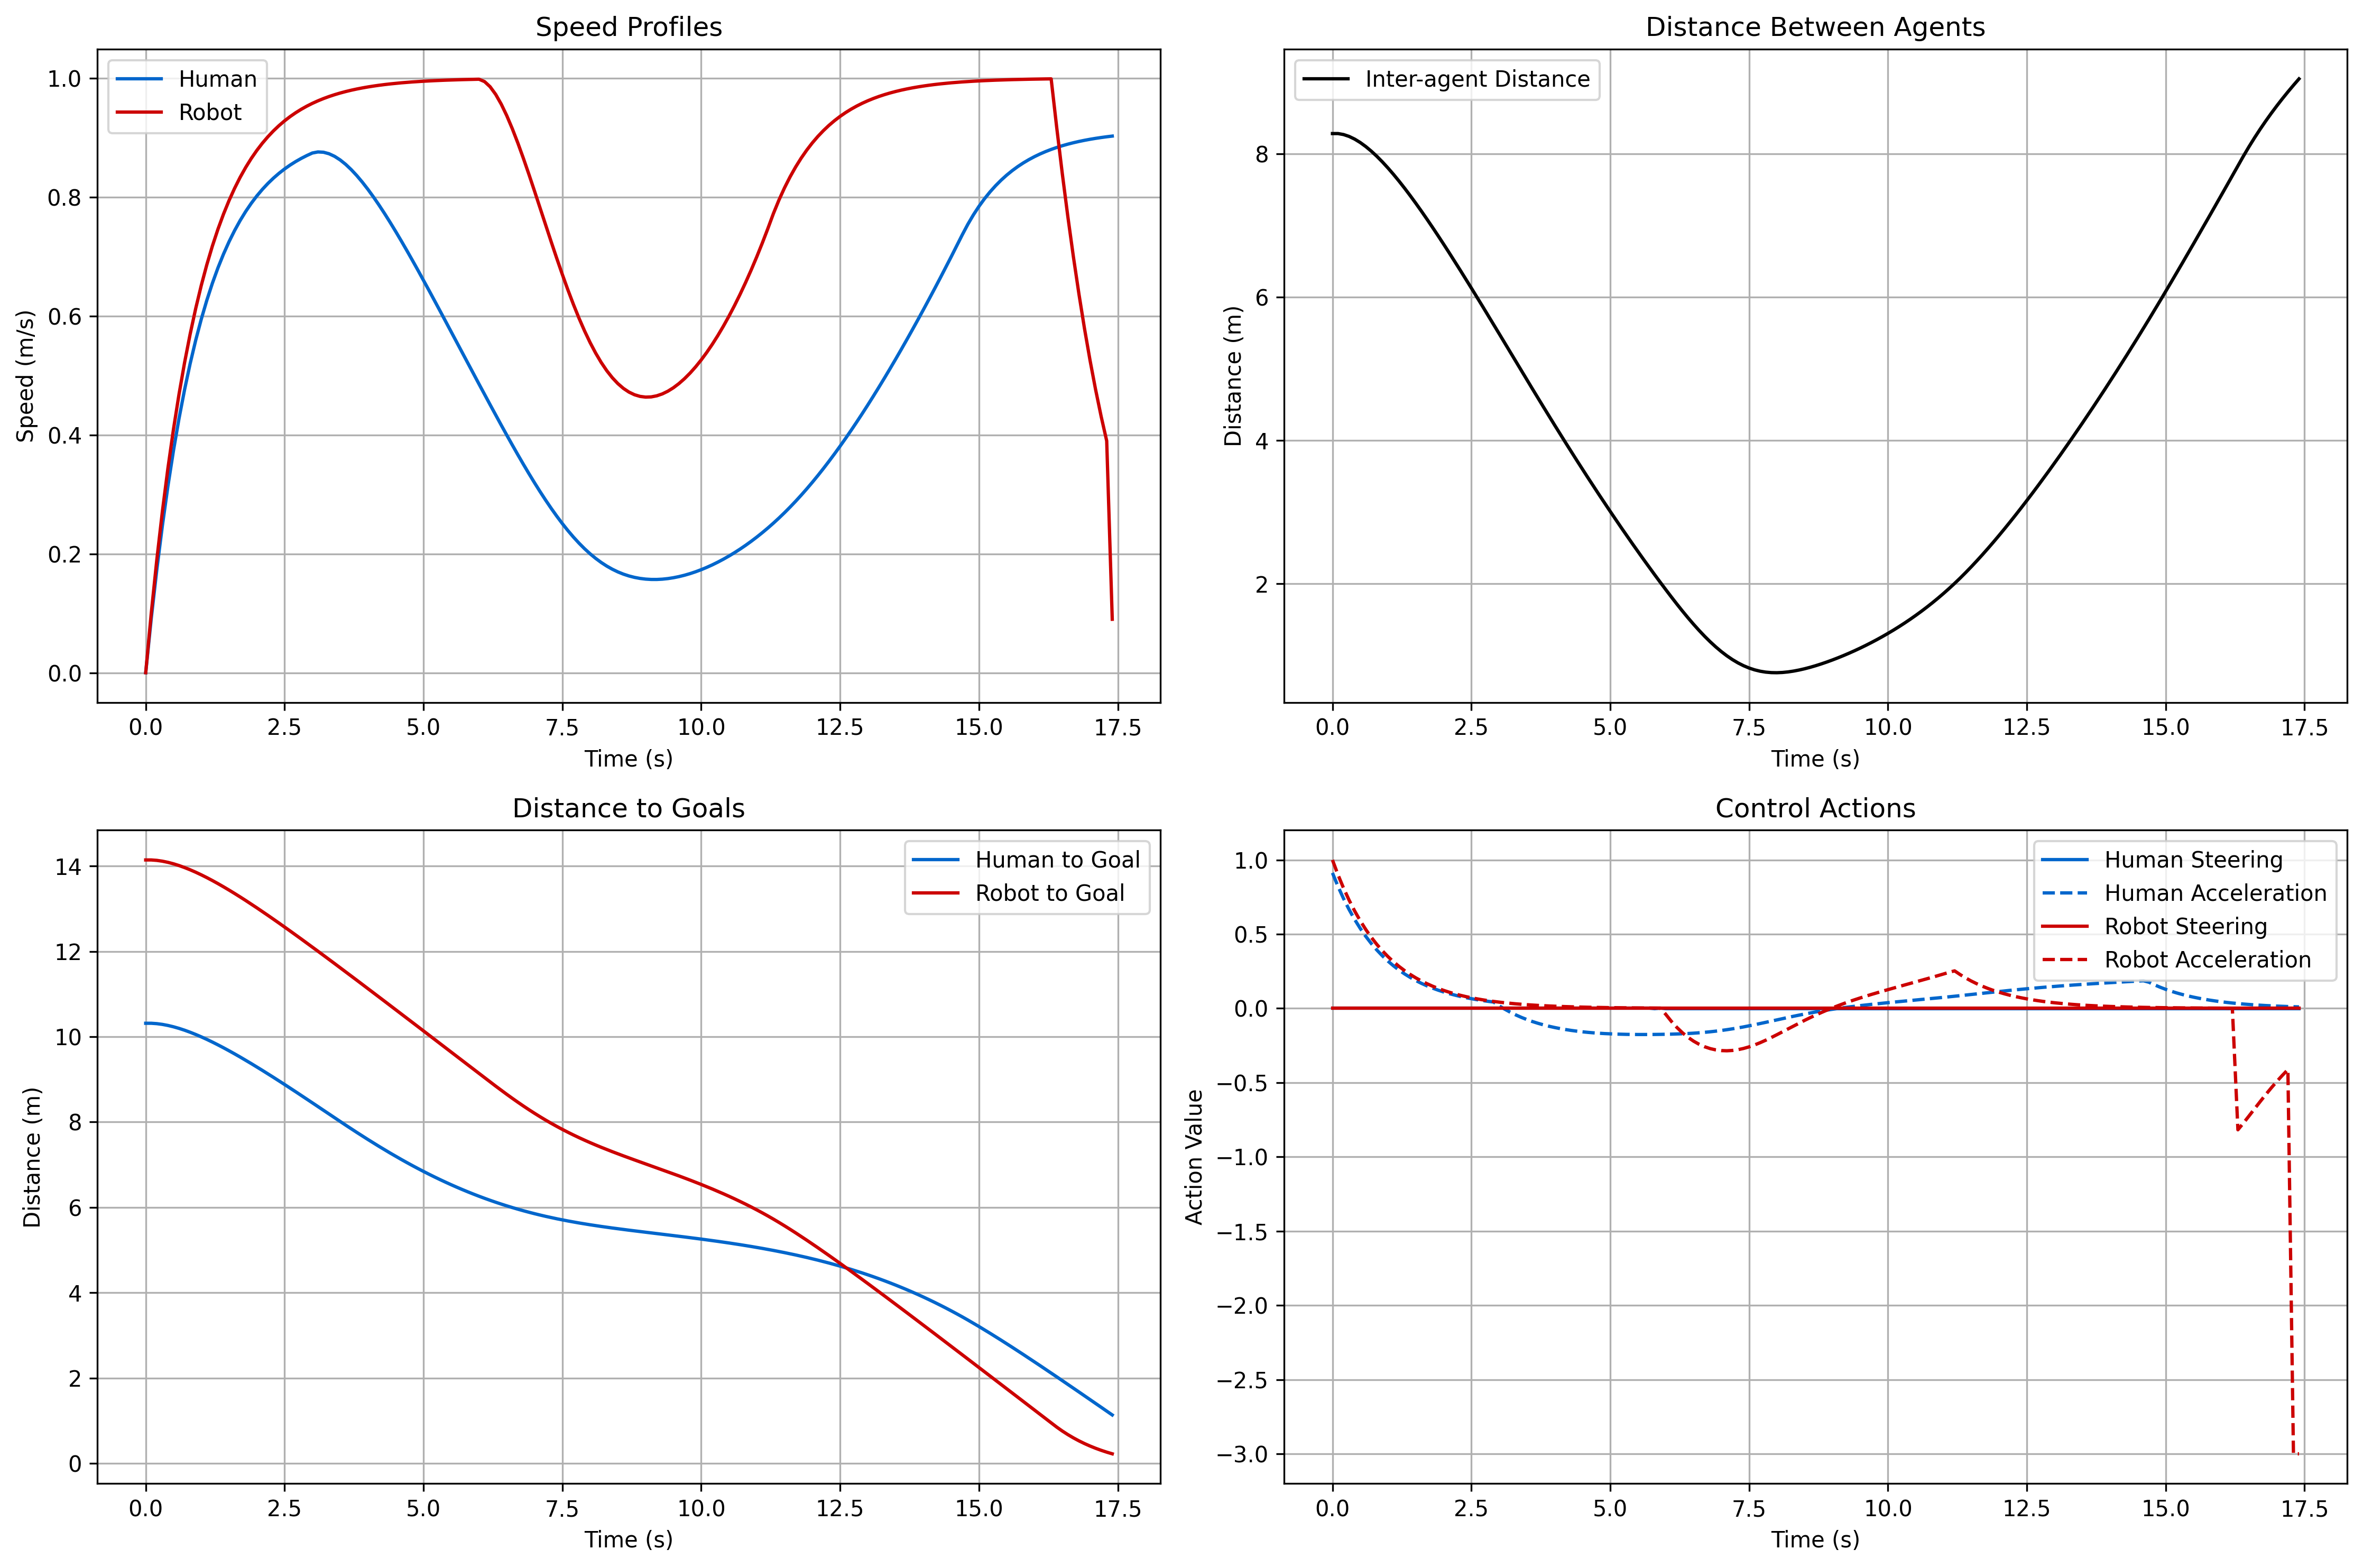 Speed Profiles
Human
Robot
1.0
0.8
0.6
0.4
0.2
0.0
Speed (m/s)
0.0 2.5 5.0 7.5 10.0 12.5 15.0 17.5
Time (s)
Distance Between Agents
Inter-agent Distance
8
6
4
2
Distance (m)
0.0 2.5 5.0 7.5 10.0 12.5 15.0 17.5
Time (s)
Distance to Goals
Human to Goal
Robot to Goal
14
12
10
8
6
4
2
0
Distance (m)
0.0 2.5 5.0 7.5 10.0 12.5 15.0 17.5
Time (s)
Control Actions
Human Steering
Human Acceleration
Robot Steering
Robot Acceleration
1.0
0.5
0.0
−0.5
−1.0
−1.5
−2.0
−2.5
−3.0
Action Value
0.0 2.5 5.0 7.5 10.0 12.5 15.0 17.5
Time (s)